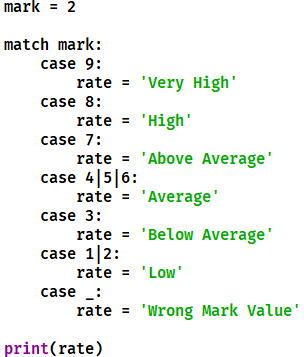 mark = 2

match mark:
    case 9:
        rate = 'Very High'
    case 8:
        rate = 'High'
    case 7:
        rate = 'Above Average'
    case 4|5|6:
        rate = 'Average'
    case 3:
        rate = 'Below Average'
    case 1|2:
        rate = 'Low'
    case _:
        rate = 'Wrong Mark Value'

print(rate)